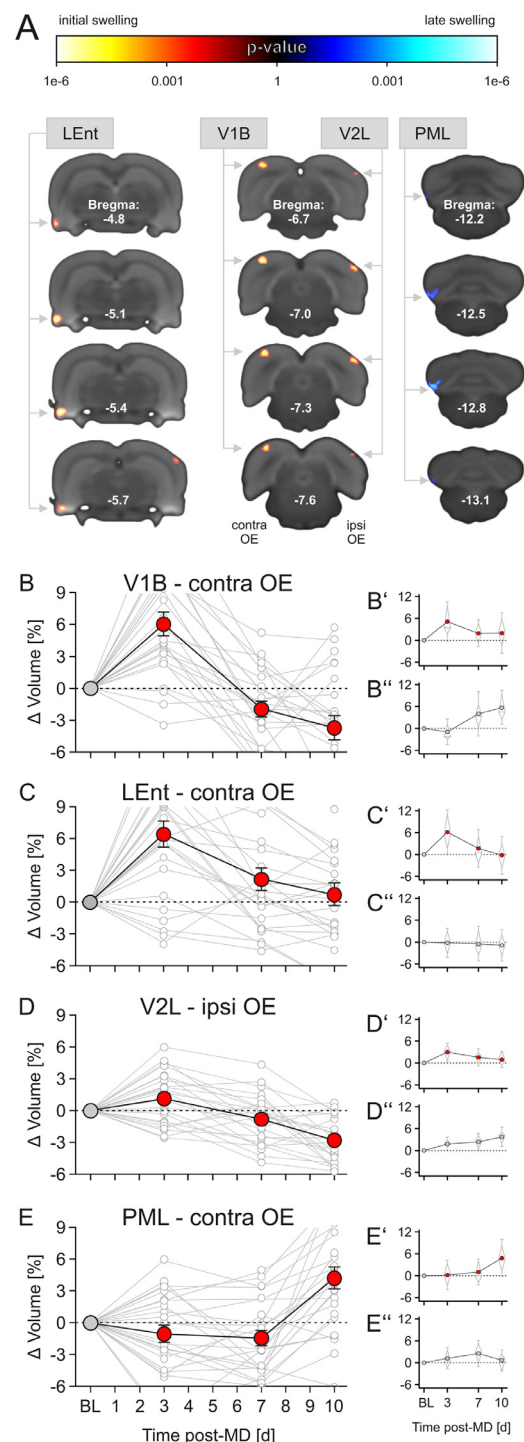 A
initial swelling
late swelling
p-value
1e-6 0.001 1 0.001 1e-6
LEnt V1B V2L PML
Bregma: -4.8
Bregma: -6.7
Bregma: -12.2
-5.1 -7.0 -12.5
-5.4 -7.3 -12.8
-5.7 -7.6 -13.1
contra OE
ipsi OE
B V1B - contra OE
Δ Volume [%]
9
6
3
0
-3
-6
B‘
12
6
0
-6
B“
12
6
0
-6
C LEnt - contra OE
Δ Volume [%]
9
6
3
0
-3
-6
C‘
12
6
0
-6
C“
12
6
0
-6
D V2L - ipsi OE
Δ Volume [%]
9
6
3
0
-3
-6
D‘
12
6
0
-6
D“
12
6
0
-6
E PML - contra OE
Δ Volume [%]
9
6
3
0
-3
-6
BL 1 2 3 4 5 6 7 8 9 10
Time post-MD [d]
E‘
12
6
0
-6
E“
12
6
0
-6
BL 3 7 10
Time post-MD [d]